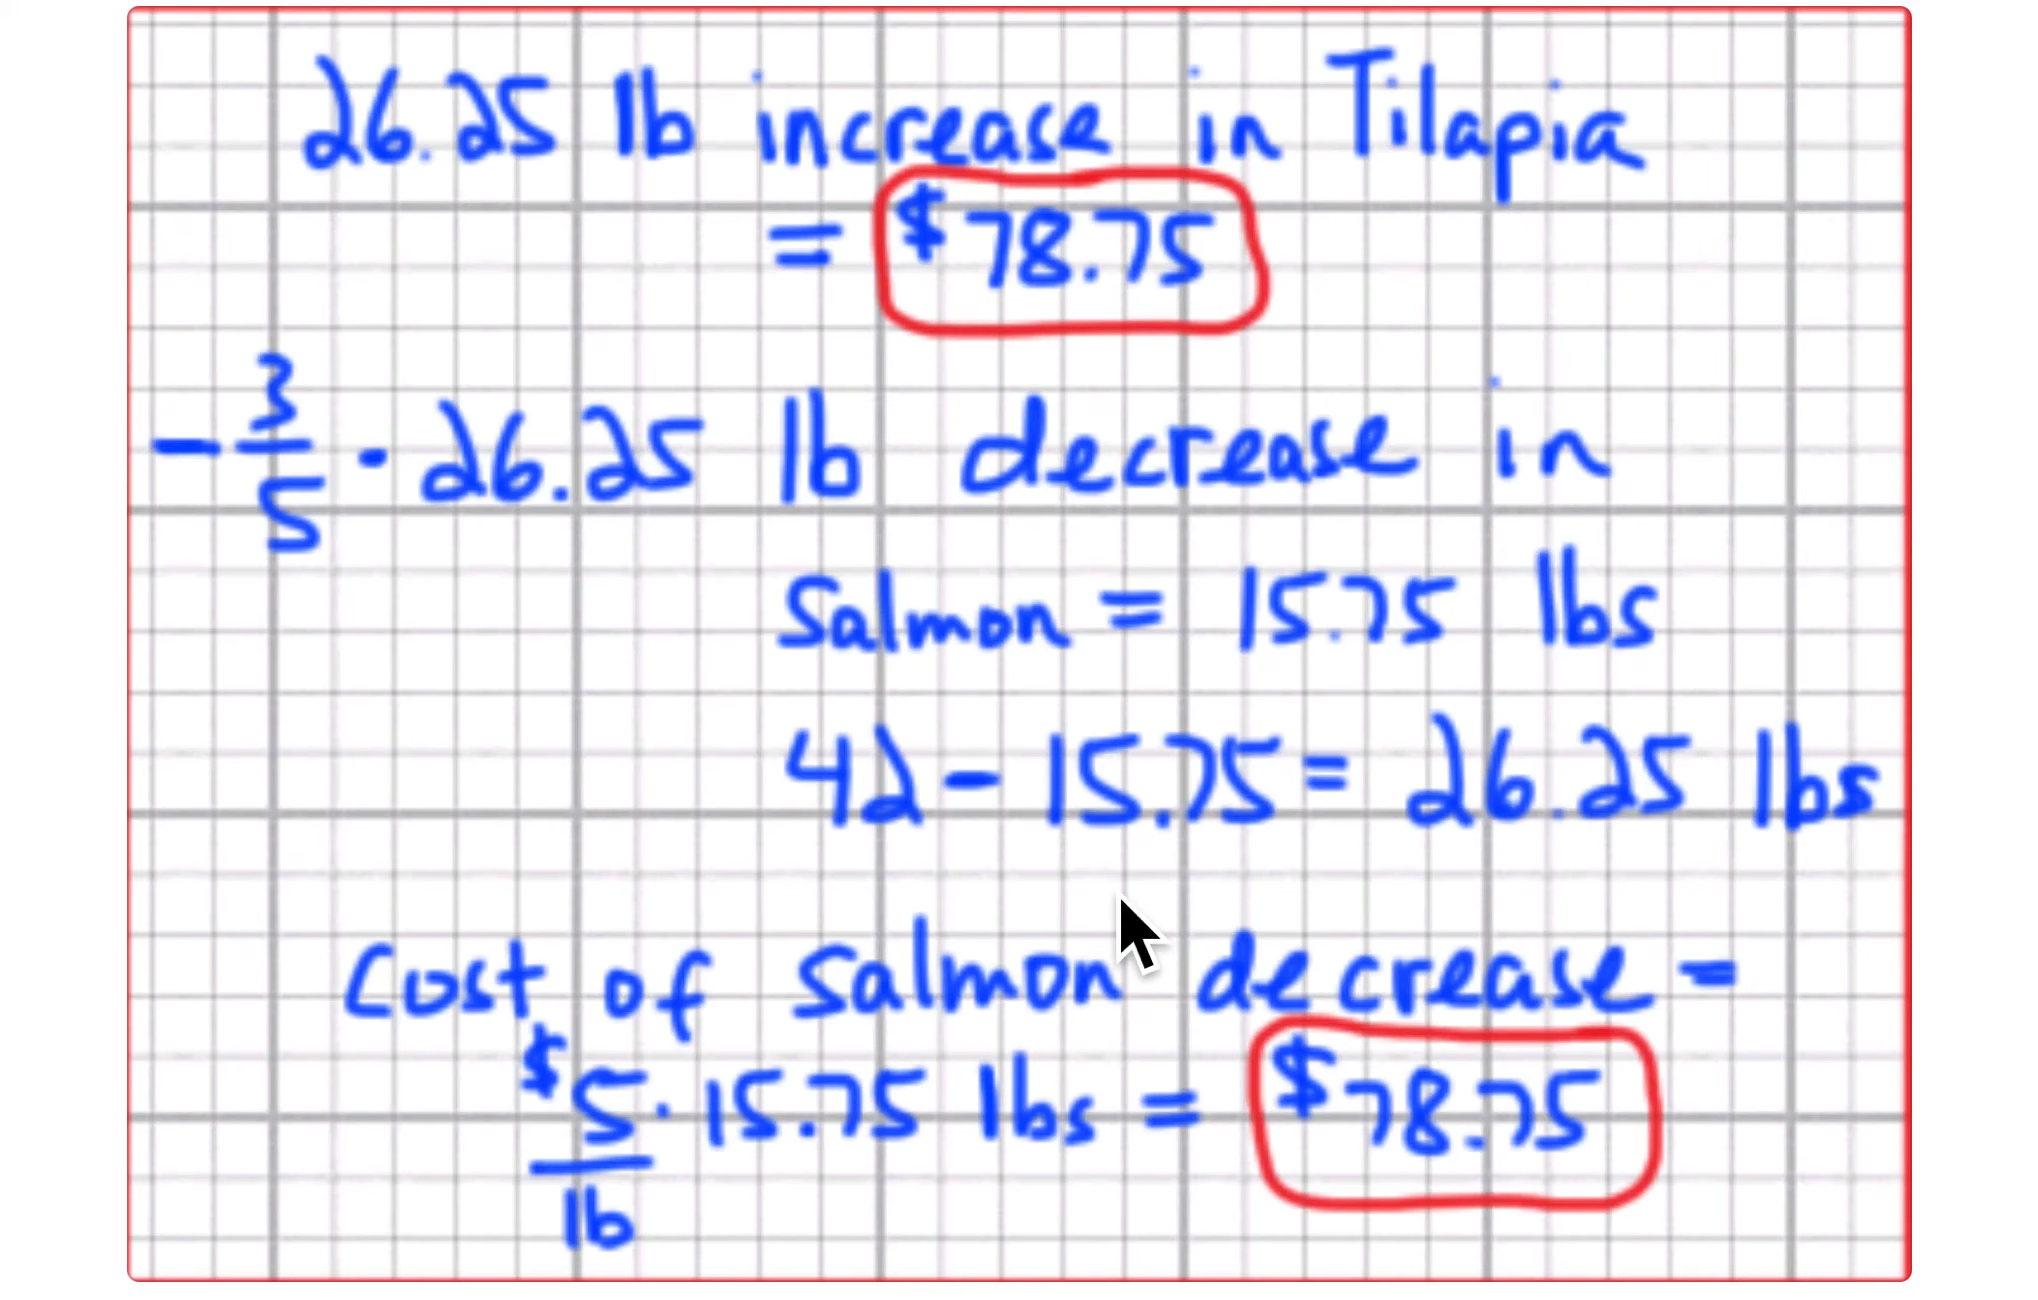 26.25 lb increase in Tilapia
= $78.75
- 3/5 · 26.25 lb decrease in
Salmon = 15.75 lbs
42 - 15.75 = 26.25 lbs
Cost of Salmon decrease =
$5/lb · 15.75 lbs = $78.75